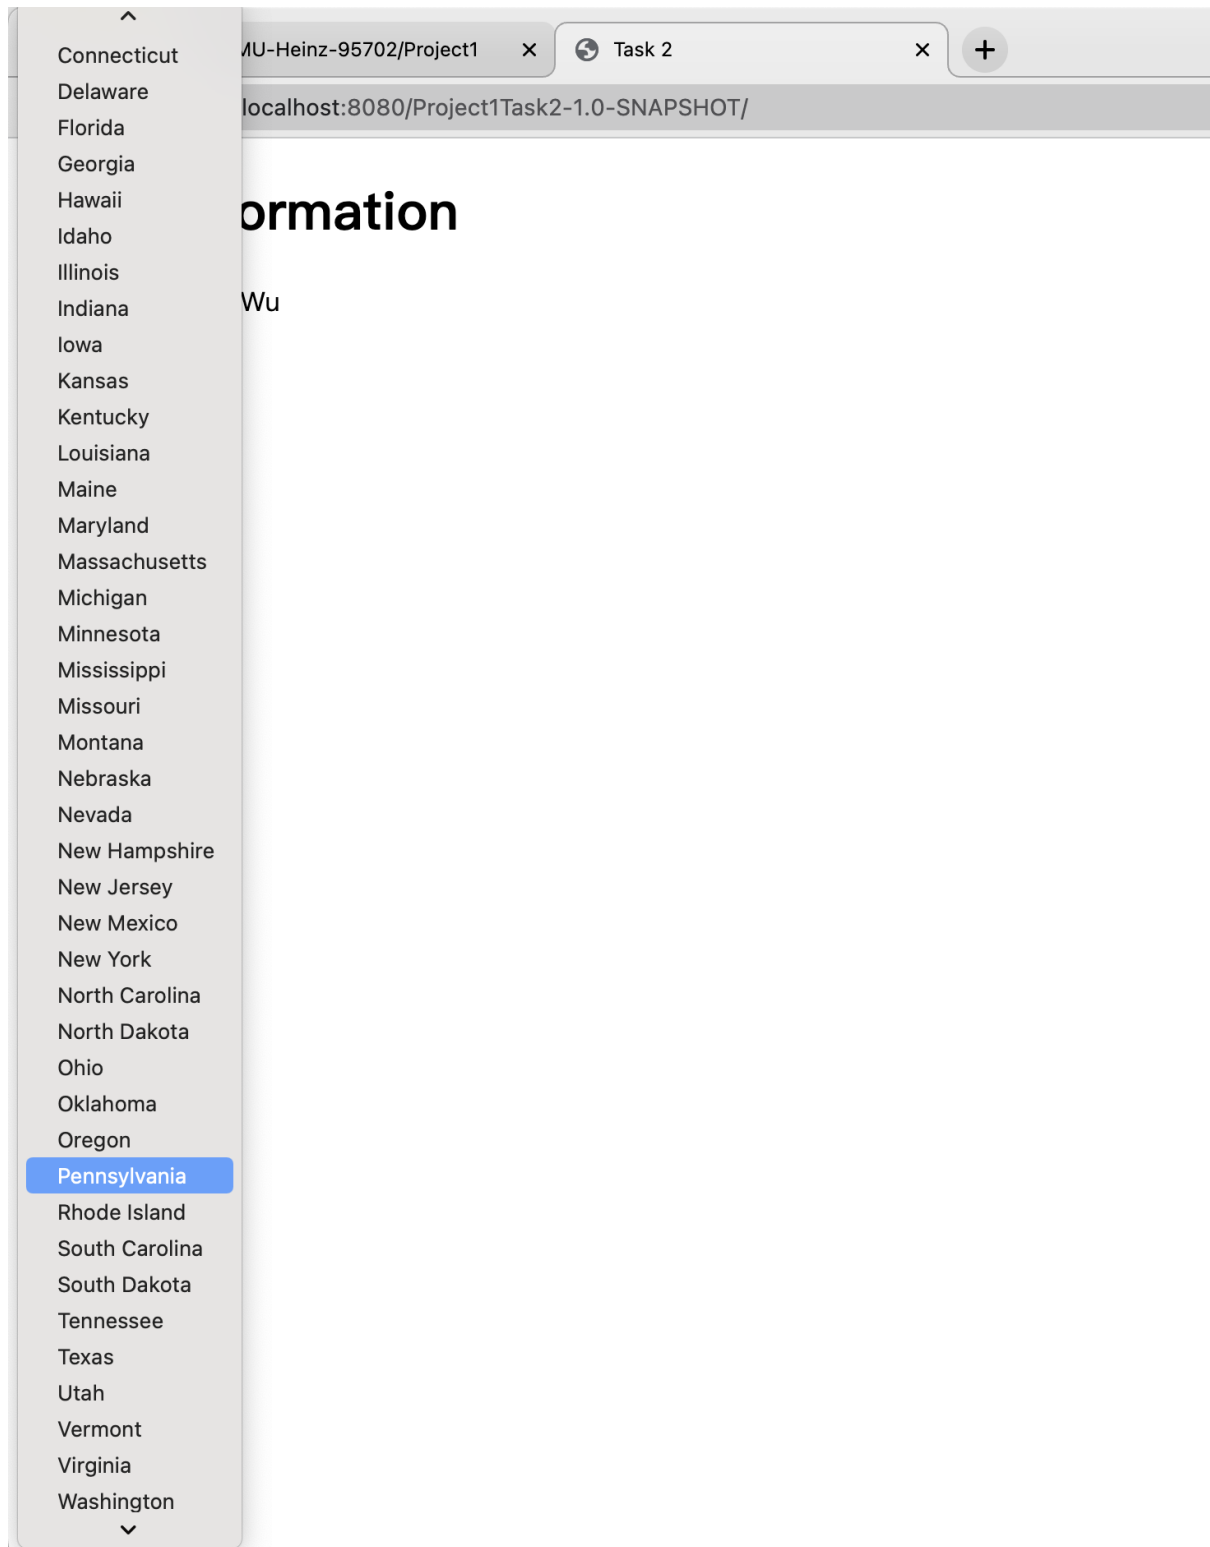 MU-Heinz-95702/Project1
Task 2
localhost:8080/Project1Task2-1.0-SNAPSHOT/
ormation
Wu
Connecticut
Delaware
Florida
Georgia
Hawaii
Idaho
Illinois
Indiana
Iowa
Kansas
Kentucky
Louisiana
Maine
Maryland
Massachusetts
Michigan
Minnesota
Mississippi
Missouri
Montana
Nebraska
Nevada
New Hampshire
New Jersey
New Mexico
New York
North Carolina
North Dakota
Ohio
Oklahoma
Oregon
Pennsylvania
Rhode Island
South Carolina
South Dakota
Tennessee
Texas
Utah
Vermont
Virginia
Washington